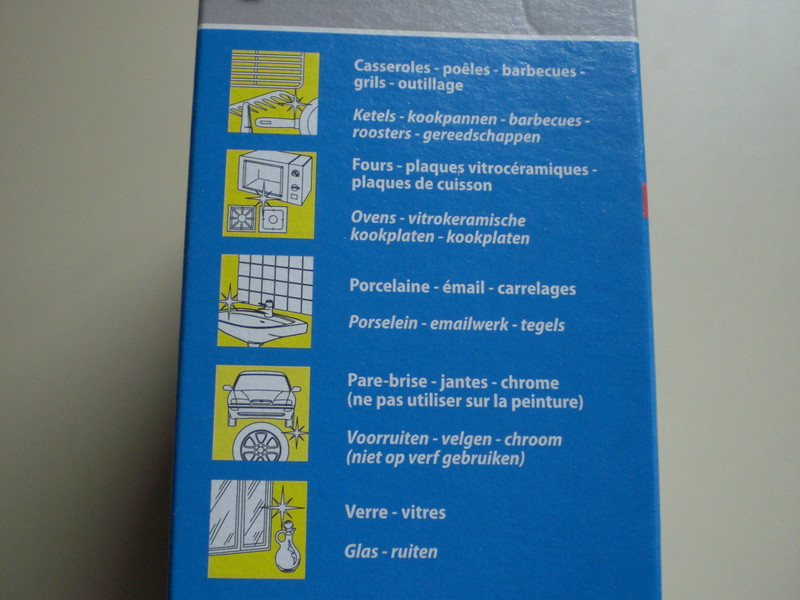 Casseroles - poêles - barbecues -
grils - outillage
Ketels - kookpannen - barbecues -
roosters - gereedschappen
Fours - plaques vitrocéramiques -
plaques de cuisson
Ovens - vitrokeramische
kookplaten - kookplaten
Porcelaine - émail - carrelages
Porselein - emailwerk - tegels
Pare-brise - jantes - chrome
(ne pas utiliser sur la peinture)
Voorruiten - velgen - chroom
(niet op verf gebruiken)
Verre - vitres
Glas - ruiten